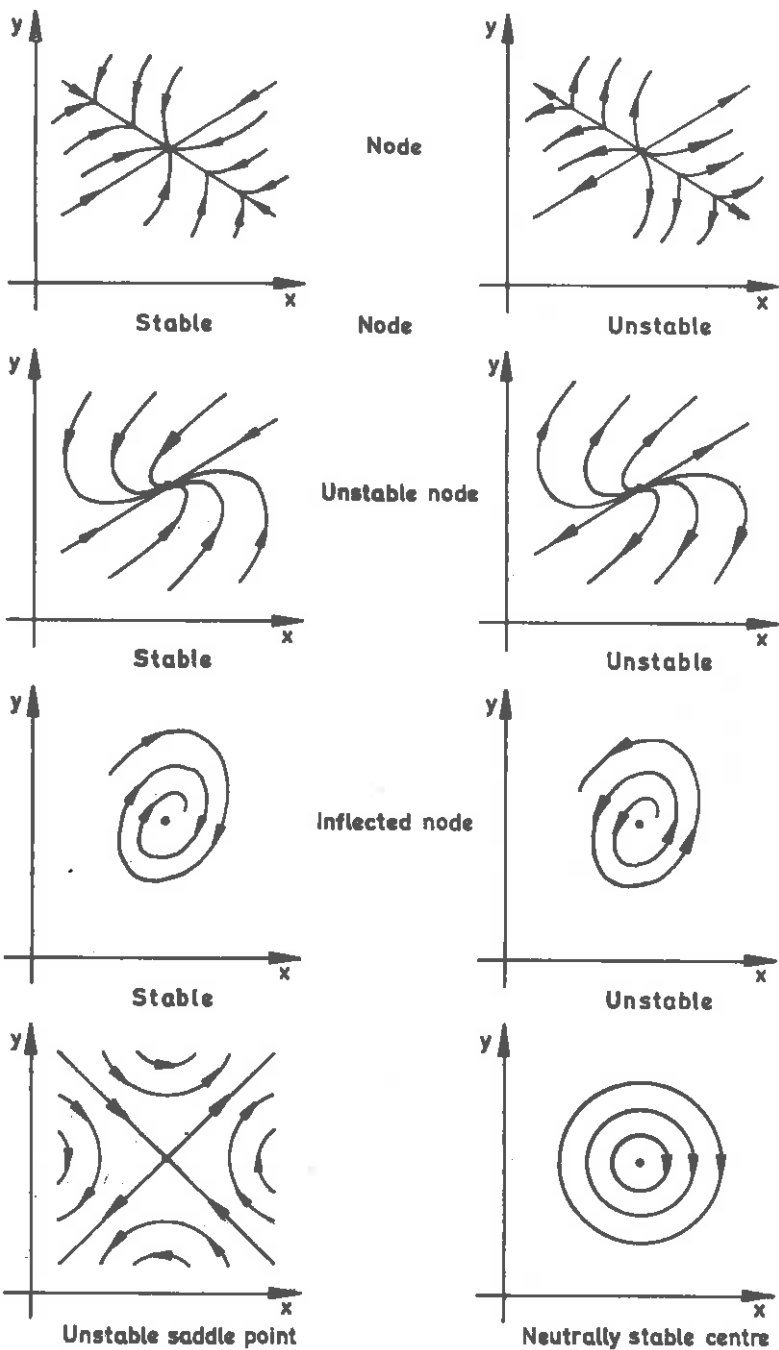 y y
Node
x x
Stable Node Unstable
y y
Unstable node
x x
Stable Unstable
y y
Inflected node
x x
Stable Unstable
y y
x x
Unstable saddle point Neutrally stable centre